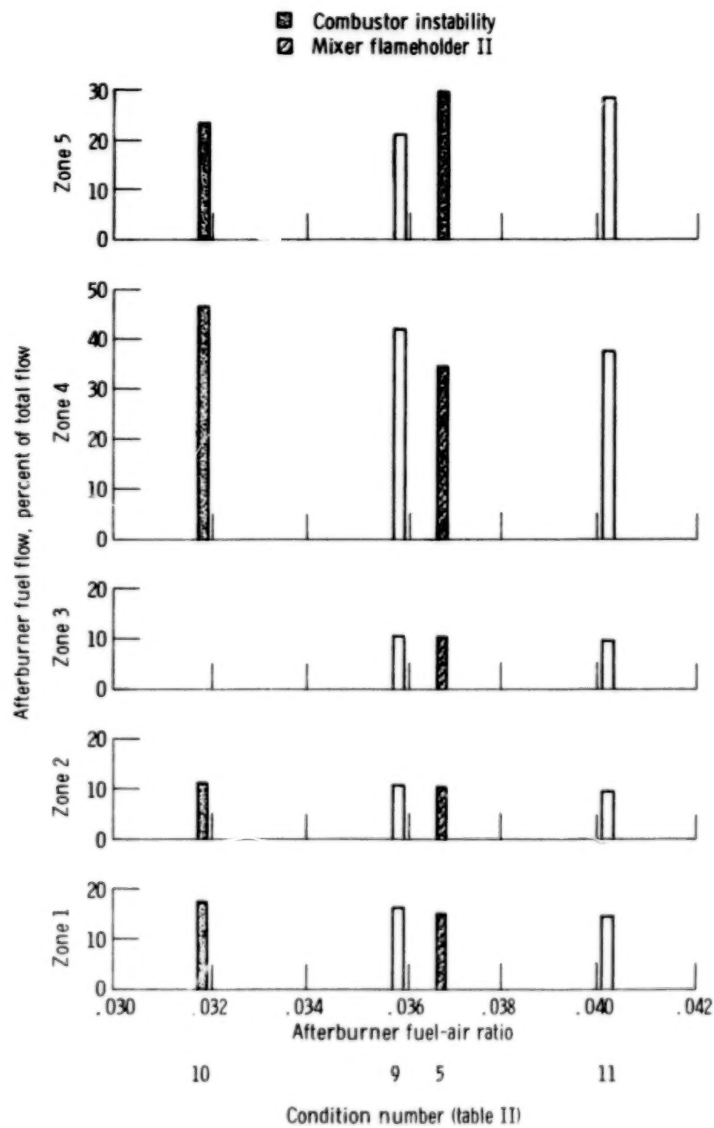 Combustor instability
Mixer flameholder II
30
20
10
0
Zone 5
50
40
30
20
10
0
Zone 4
20
10
0
Zone 3
20
10
0
Zone 2
20
10
0
Zone 1
Afterburner fuel flow, percent of total flow
.030 .032 .034 .036 .038 .040 .042
Afterburner fuel-air ratio
10 9 5 11
Condition number (table II)